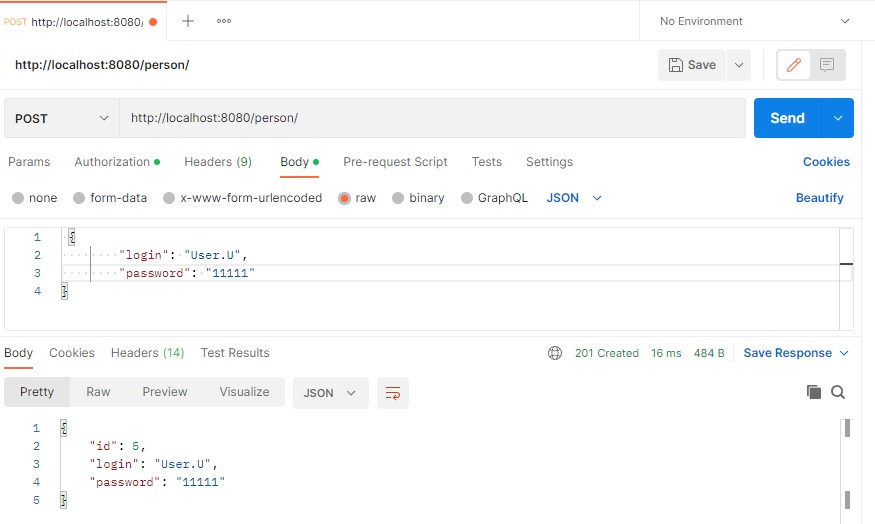 POST http://localhost:8080/
No Environment
http://localhost:8080/person/
Save
POST http://localhost:8080/person/ Send
Params Authorization Headers (9) Body Pre-request Script Tests Settings Cookies
none form-data x-www-form-urlencoded raw binary GraphQL JSON Beautify
1 {
2 "login": "User.U",
3 "password": "11111"
4 }
Body Cookies Headers (14) Test Results 201 Created 16 ms 484 B Save Response
Pretty Raw Preview Visualize JSON
1 {
2 "id": 5,
3 "login": "User.U",
4 "password": "11111"
5 }